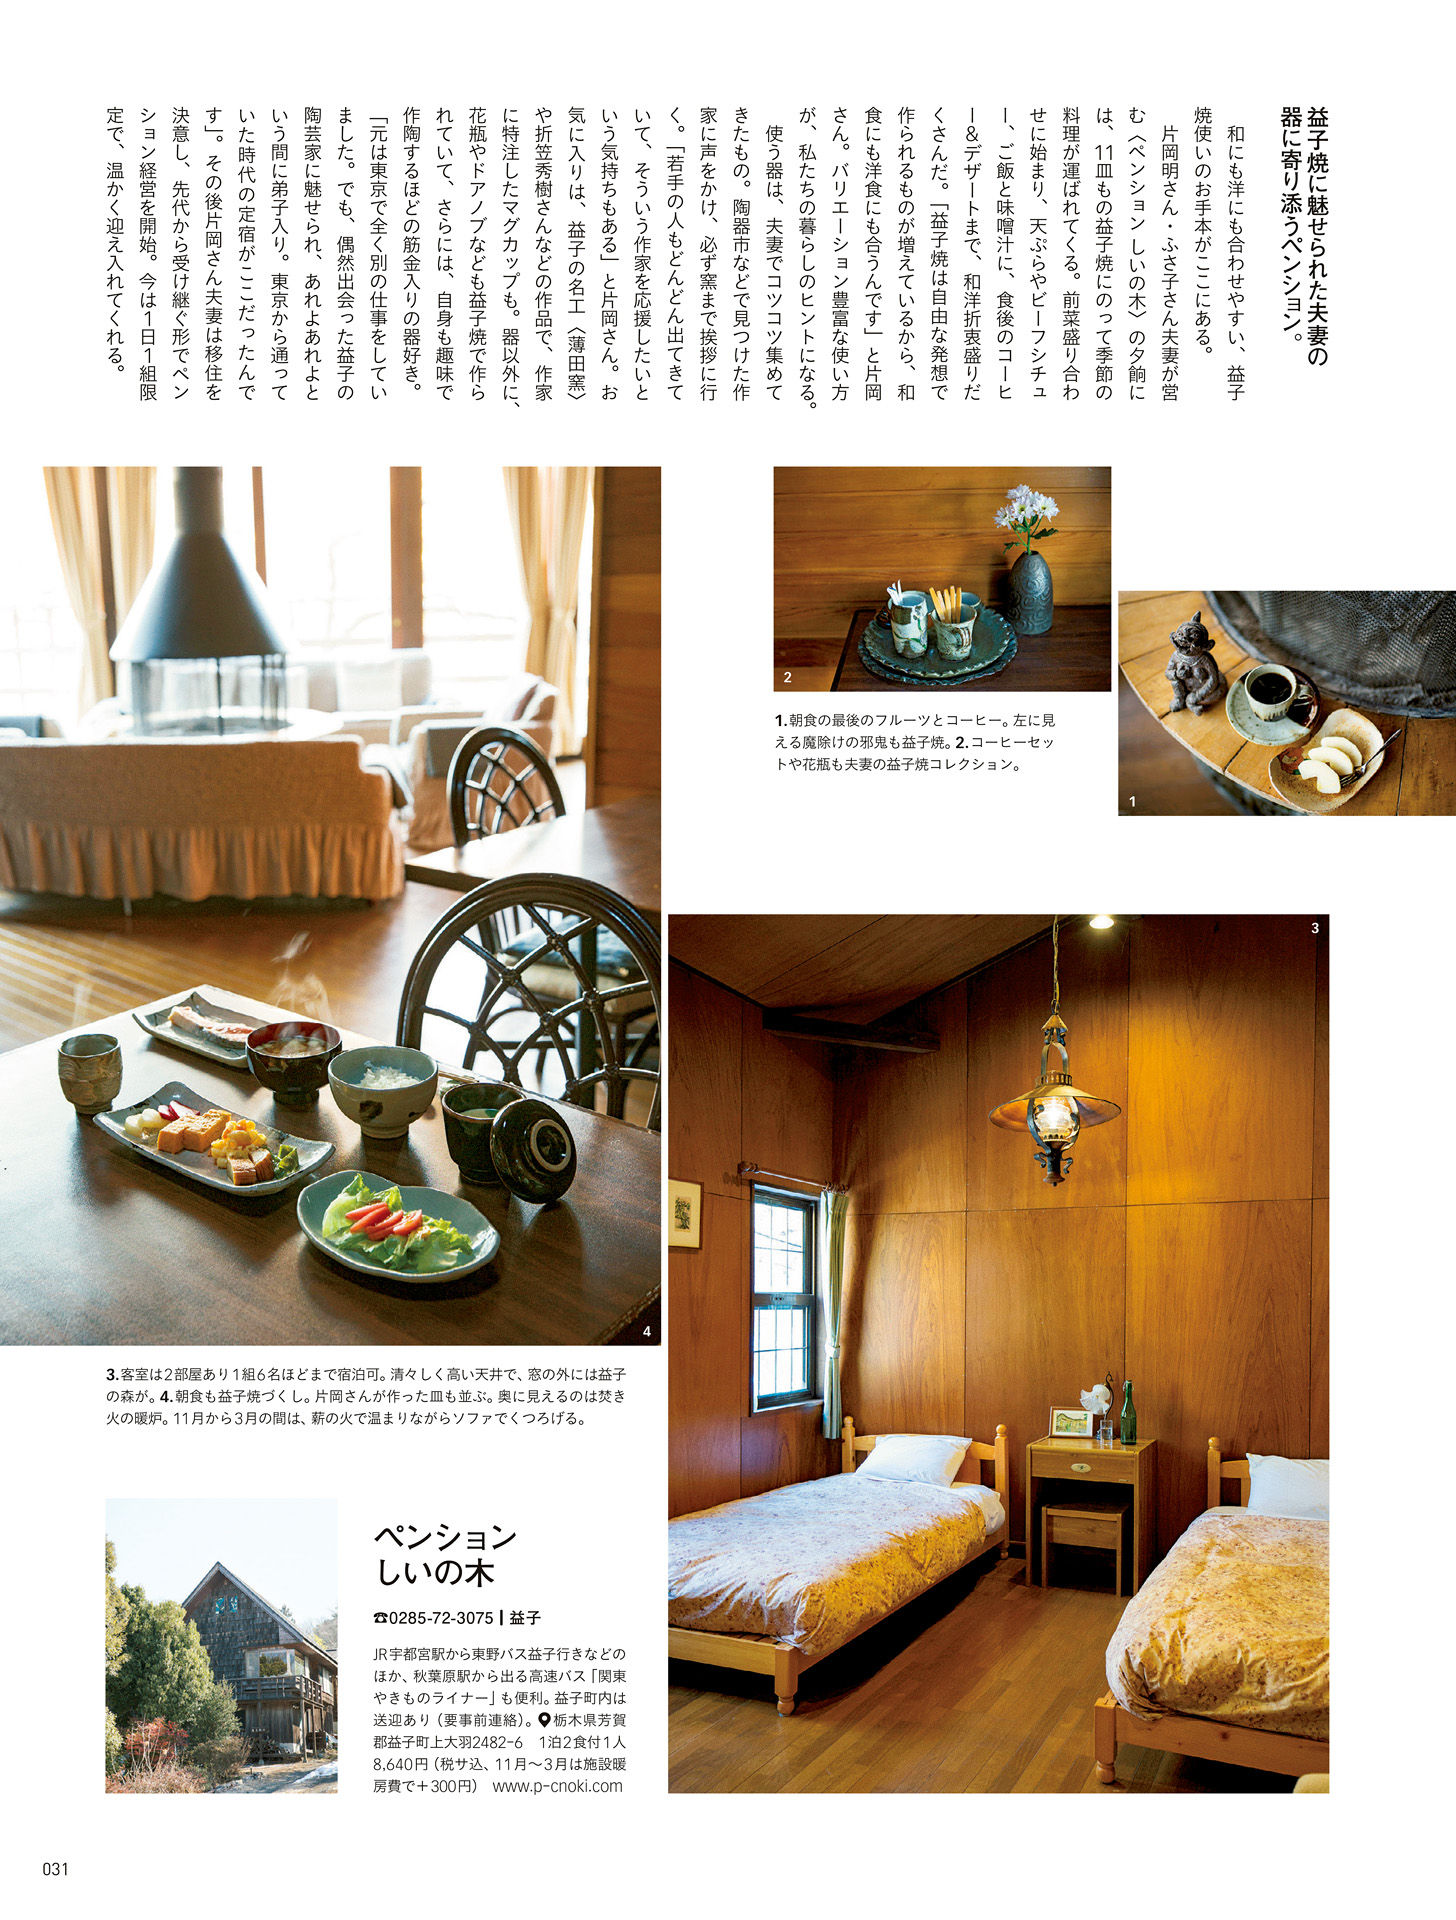 益子焼に魅せられた夫妻の
器に寄り添うペンション。
和にも洋にも合わせやすい、益子
焼使いのお手本がここにある。
片岡明さん・ふさ子さん夫妻が営
む〈ペンション しいの木〉の夕餉に
は、11皿もの益子焼にのって季節の
料理が運ばれてくる。前菜盛り合わ
せに始まり、天ぷらやビーフシチュ
ー、ご飯と味噌汁に、食後のコーヒ
ー＆デザートまで、和洋折衷盛りだ
くさんだ。「益子焼は自由な発想で
作られるものが増えているから、和
食にも洋食にも合うんです」と片岡
さん。バリエーション豊富な使い方
が、私たちの暮らしのヒントになる。
使う器は、夫妻でコツコツ集めて
きたもの。陶器市などで見つけた作
家に声をかけ、必ず窯まで挨拶に行
く。「若手の人もどんどん出てきて
いて、そういう作家を応援したいと
いう気持ちもある」と片岡さん。お
気に入りは、益子の名工〈薄田窯〉
や折笠秀樹さんなどの作品で、作家
に特注したマグカップも。器以外に、
花瓶やドアノブなども益子焼で作ら
れていて、さらには、自身も趣味で
作陶するほどの筋金入りの器好き。
「元は東京で全く別の仕事をしてい
ました。でも、偶然出会った益子の
陶芸家に魅せられ、あれよあれよと
いう間に弟子入り。東京から通って
いた時代の定宿がここだったんで
す」。その後片岡さん夫妻は移住を
決意し、先代から受け継ぐ形でペン
ション経営を開始。今は1日1組限
定で、温かく迎え入れてくれる。
2
1
1.朝食の最後のフルーツとコーヒー。左に見
える魔除けの邪鬼も益子焼。2.コーヒーセッ
トや花瓶も夫妻の益子焼コレクション。
3
4
3.客室は2部屋あり1組6名ほどまで宿泊可。清々しく高い天井で、窓の外には益子
の森が。4.朝食も益子焼づくし。片岡さんが作った皿も並ぶ。奥に見えるのは焚き
火の暖炉。11月から3月の間は、薪の火で温まりながらソファでくつろげる。
ペンション
しいの木
☎0285-72-3075 | 益子
JR宇都宮駅から東野バス益子行きなどの
ほか、秋葉原駅から出る高速バス「関東
やきものライナー」も便利。益子町内は
送迎あり（要事前連絡）。栃木県芳賀
郡益子町上大羽2482-6　1泊2食付1人
8,640円（税サ込、11月〜3月は施設暖
房費で＋300円）　www.p-cnoki.com
031